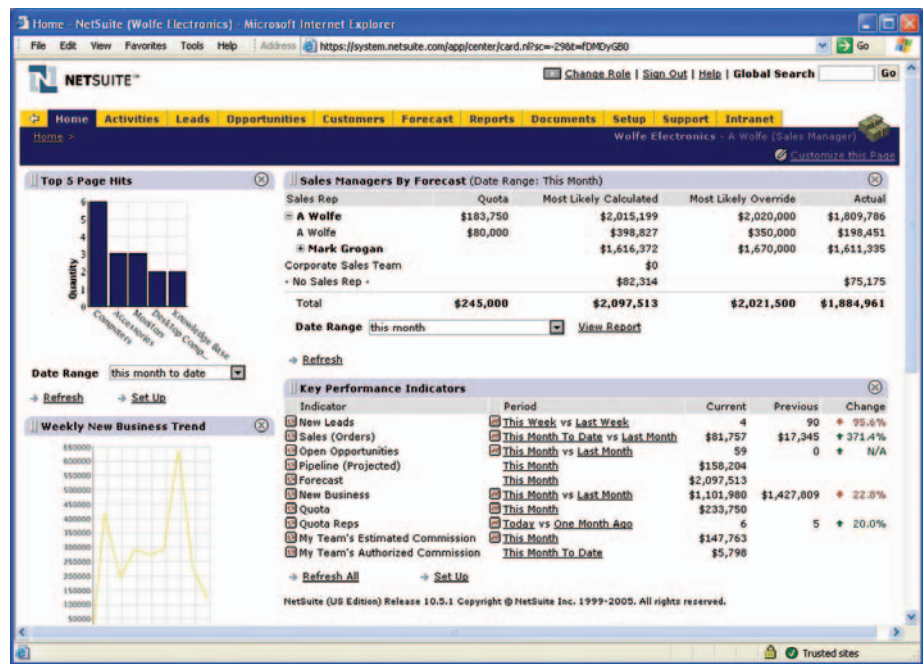 Home - NetSuite (Wolfe Electronics) - Microsoft Internet Explorer
File Edit View Favorites Tools Help Address https://system.netsuite.com/app/center/card.nl?sc=-29&t=fDMDyGB0 Go
NETSUITE™ Change Role | Sign Out | Help | Global Search Go
Home Activities Leads Opportunities Customers Forecast Reports Documents Setup Support Intranet
Home > Wolfe Electronics - A Wolfe (Sales Manager)
Customize this Page
Top 5 Page Hits
6
5
4
3
2
1
0
Quantity
Computers
Accessories
Monitors
Desktop Comp...
Knowledge Base
Date Range this month to date
Refresh Set Up
Weekly New Business Trend
650000
600000
550000
500000
450000
400000
350000
300000
250000
200000
150000
100000
50000
Sales Managers By Forecast (Date Range: This Month)
Sales Rep Quota Most Likely Calculated Most Likely Override Actual
A Wolfe $183,750 $2,015,199 $2,020,000 $1,809,786
A Wolfe $80,000 $398,827 $350,000 $198,451
Mark Grogan $1,616,372 $1,670,000 $1,611,335
Corporate Sales Team $0
- No Sales Rep - $82,314 $75,175
Total $245,000 $2,097,513 $2,021,500 $1,884,961
Date Range this month View Report
Refresh
Key Performance Indicators
Indicator Period Current Previous Change
New Leads This Week vs Last Week 4 90 95.6%
Sales (Orders) This Month To Date vs Last Month $81,757 $17,345 371.4%
Open Opportunities This Month vs Last Month 59 0 N/A
Pipeline (Projected) This Month $158,204
Forecast This Month $2,097,513
New Business This Month vs Last Month $1,101,980 $1,427,809 22.8%
Quota This Month $233,750
Quota Reps Today vs One Month Ago 6 5 20.0%
My Team's Estimated Commission This Month $147,763
My Team's Authorized Commission This Month To Date $5,798
Refresh All Set Up
NetSuite (US Edition) Release 10.5.1 Copyright © NetSuite Inc. 1999-2005. All rights reserved.
Trusted sites